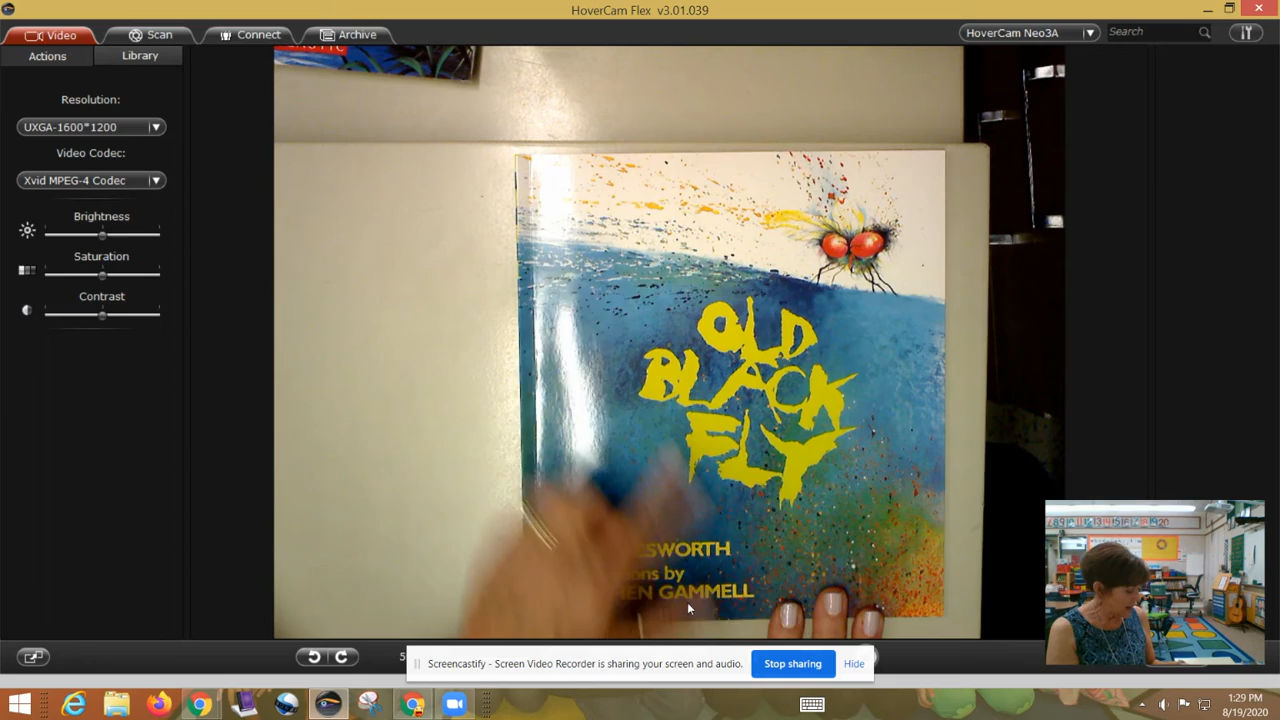 HoverCam Flex v3.01.039
Video
Scan
Connect
Archive
HoverCam Neo3A
Search
Actions
Library
Resolution:
UXGA-1600*1200
Video Codec:
Xvid MPEG-4 Codec
Brightness
Saturation
Contrast
OLD
BLACK
FLY
Screencastify - Screen Video Recorder is sharing your screen and audio.
Stop sharing
Hide
1:29 PM
8/19/2020
GAMMELL
by